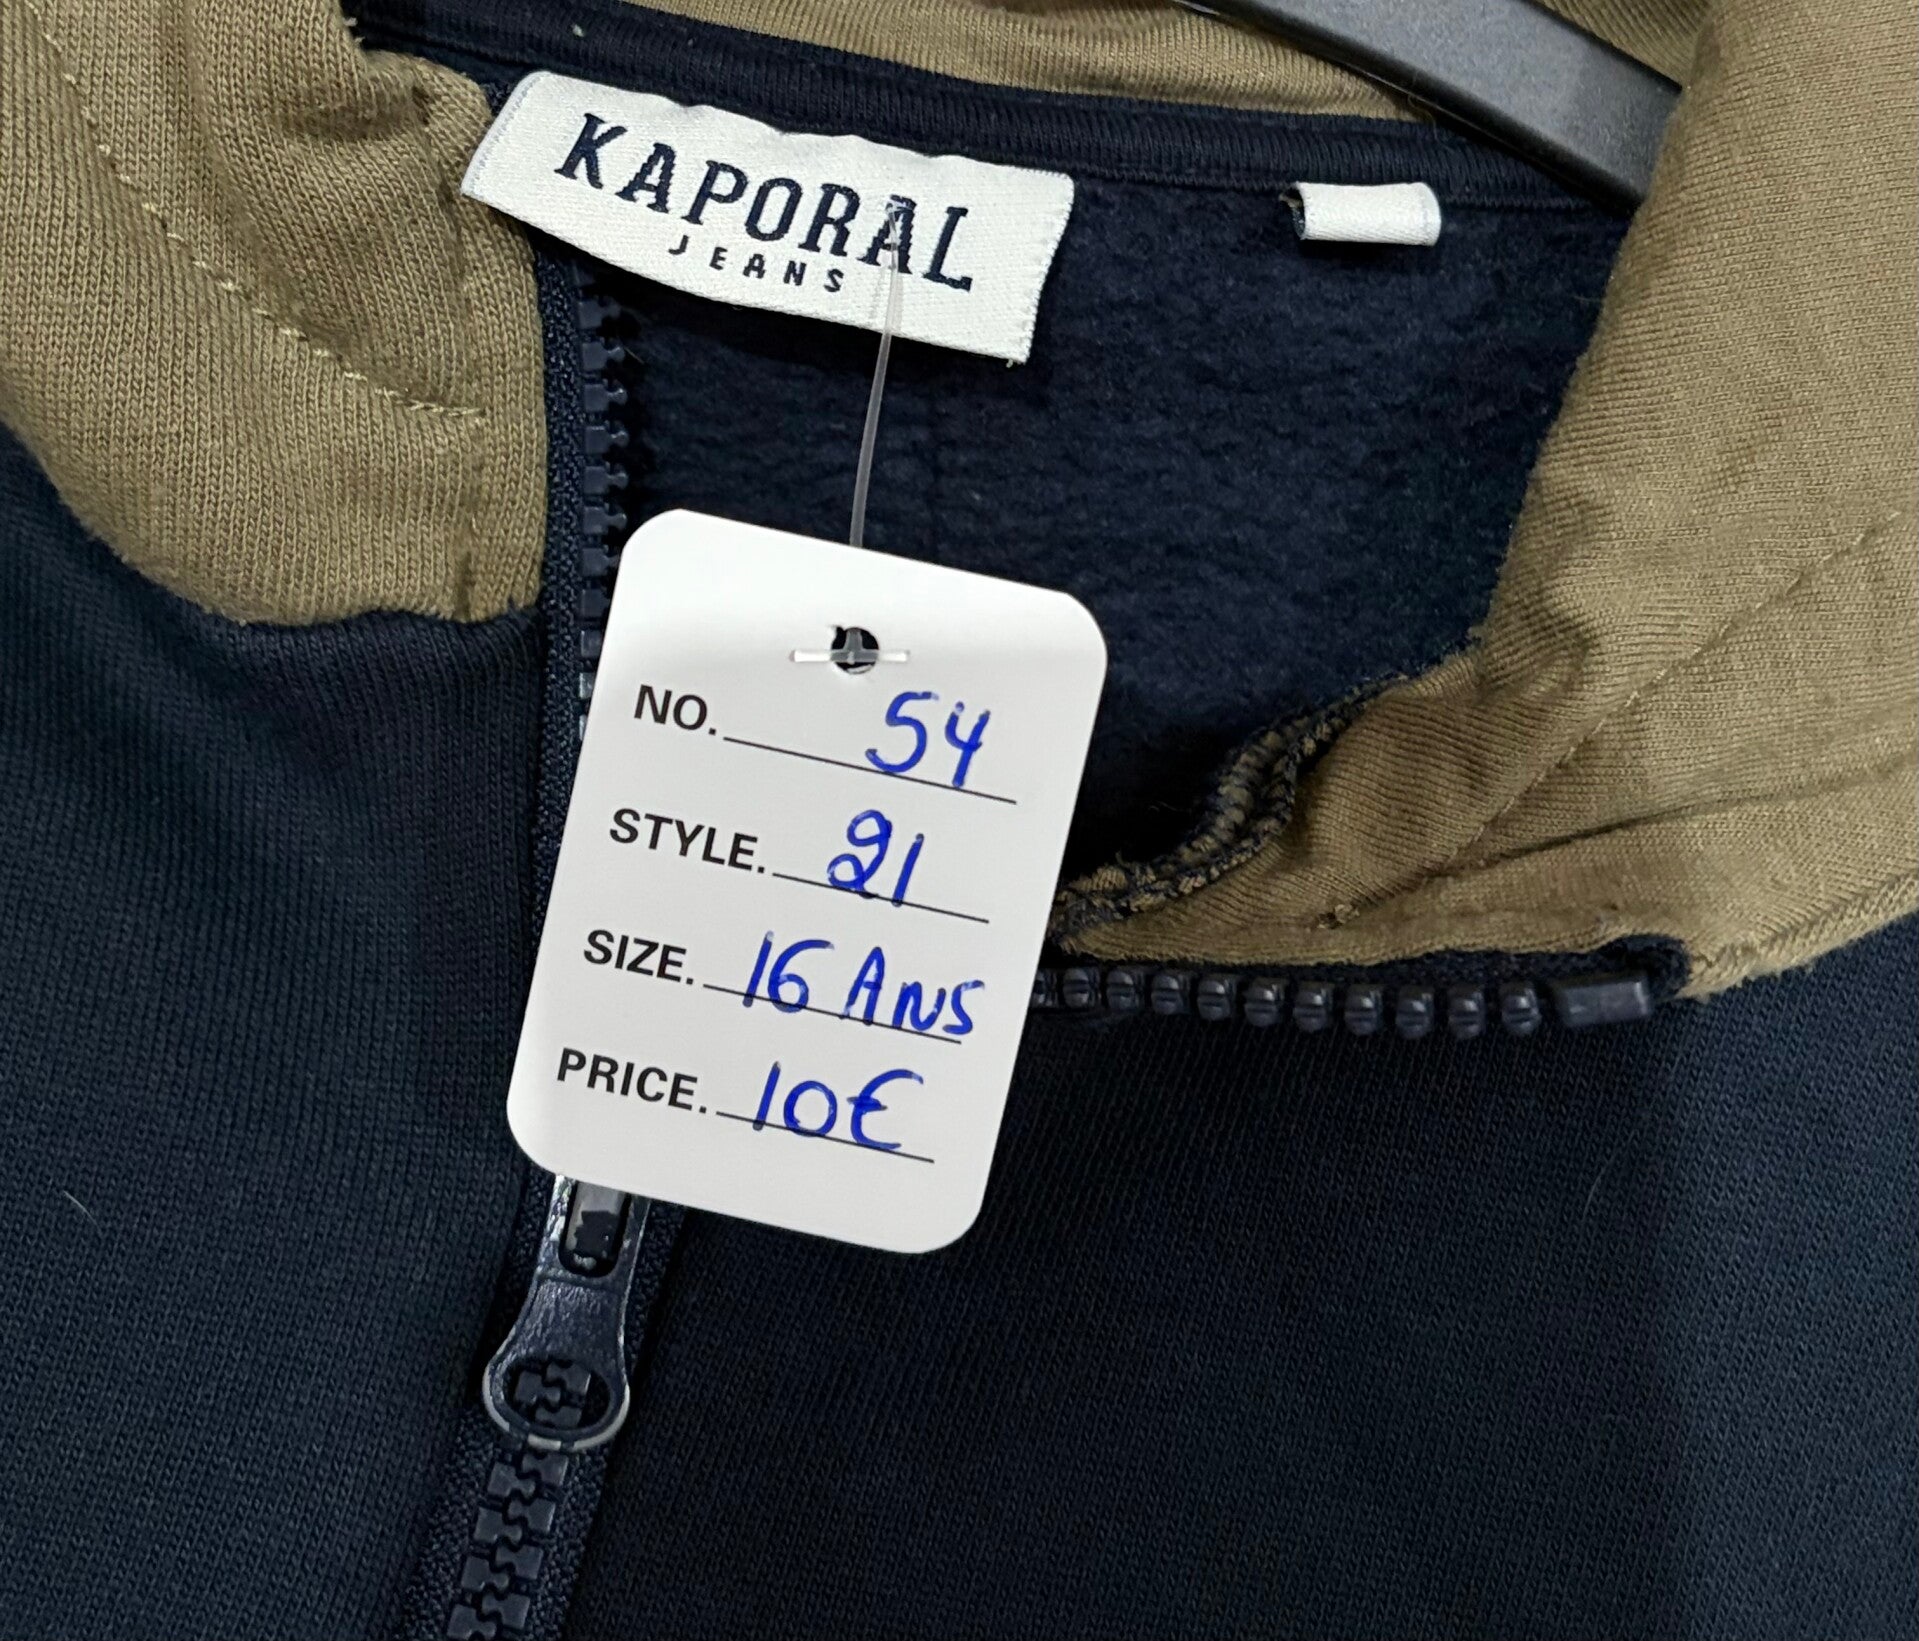 KAPORAL
JEANS
NO. 54
STYLE. 21
SIZE. 16 Ans
PRICE. 10€